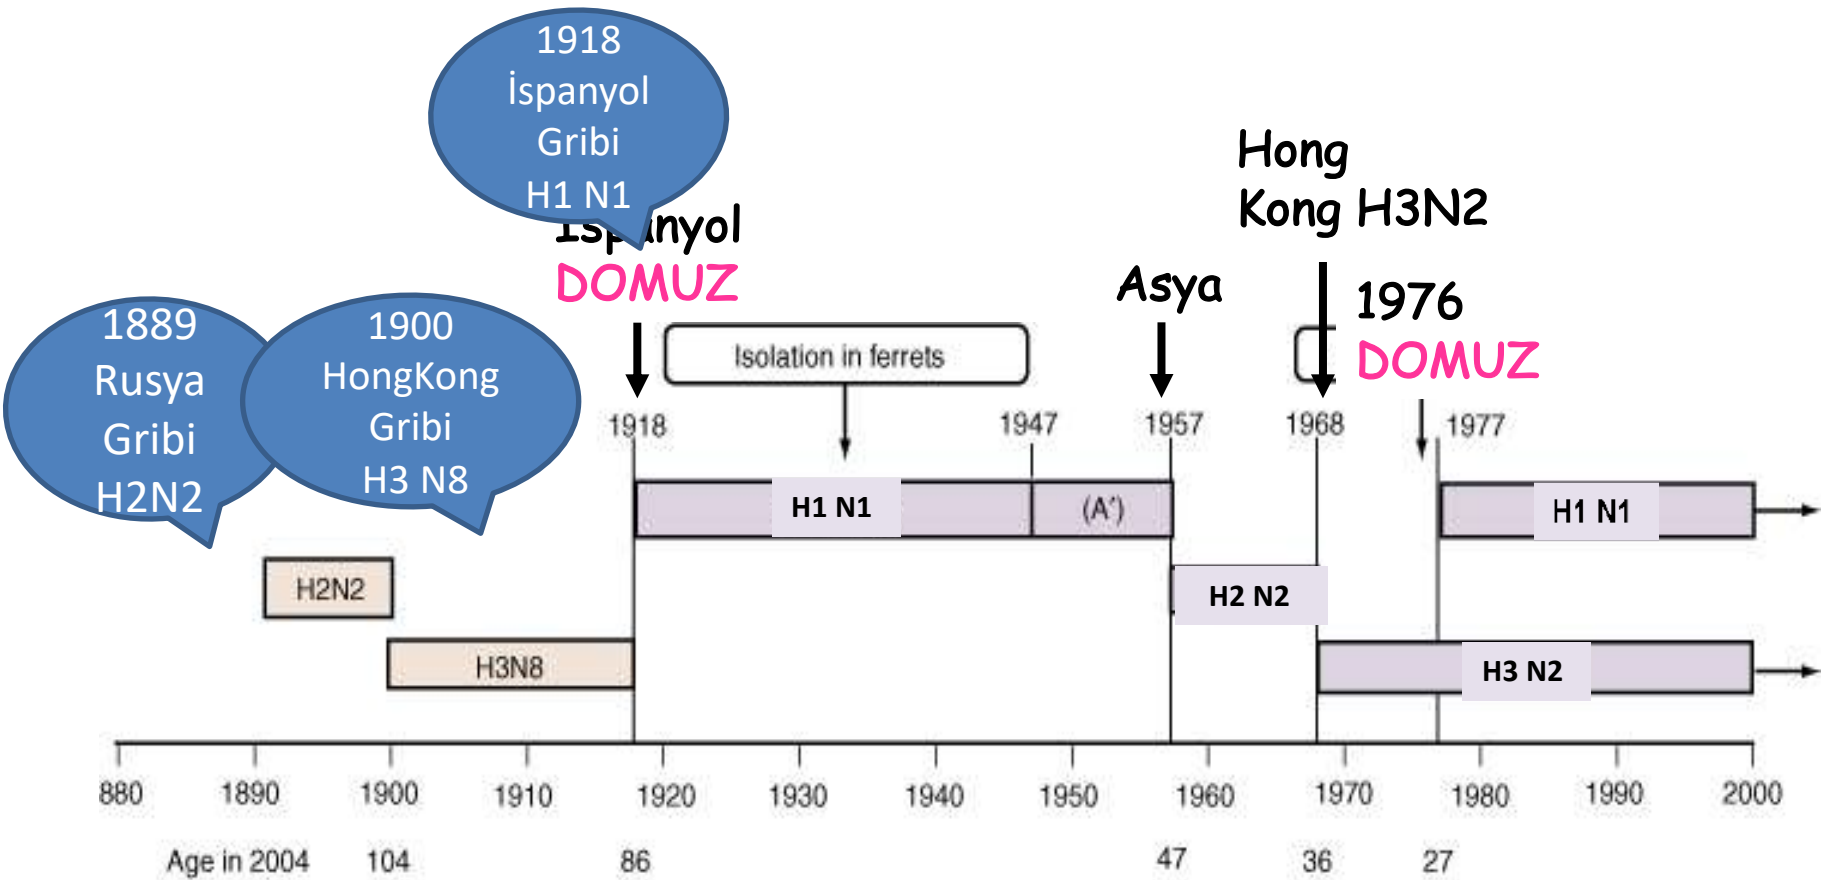 1918
İspanyol
Gribi
H1 N1
İspanyol
DOMUZ
Hong
Kong H3N2
Asya
1976
DOMUZ
1889
Rusya
Gribi
H2N2
1900
HongKong
Gribi
H3 N8
Isolation in ferrets
1918
1947
1957
1968
1977
H1 N1
(A')
H1 N1
H2N2
H2 N2
H3N8
H3 N2
880
1890
1900
1910
1920
1930
1940
1950
1960
1970
1980
1990
2000
Age in 2004
104
86
47
36
27